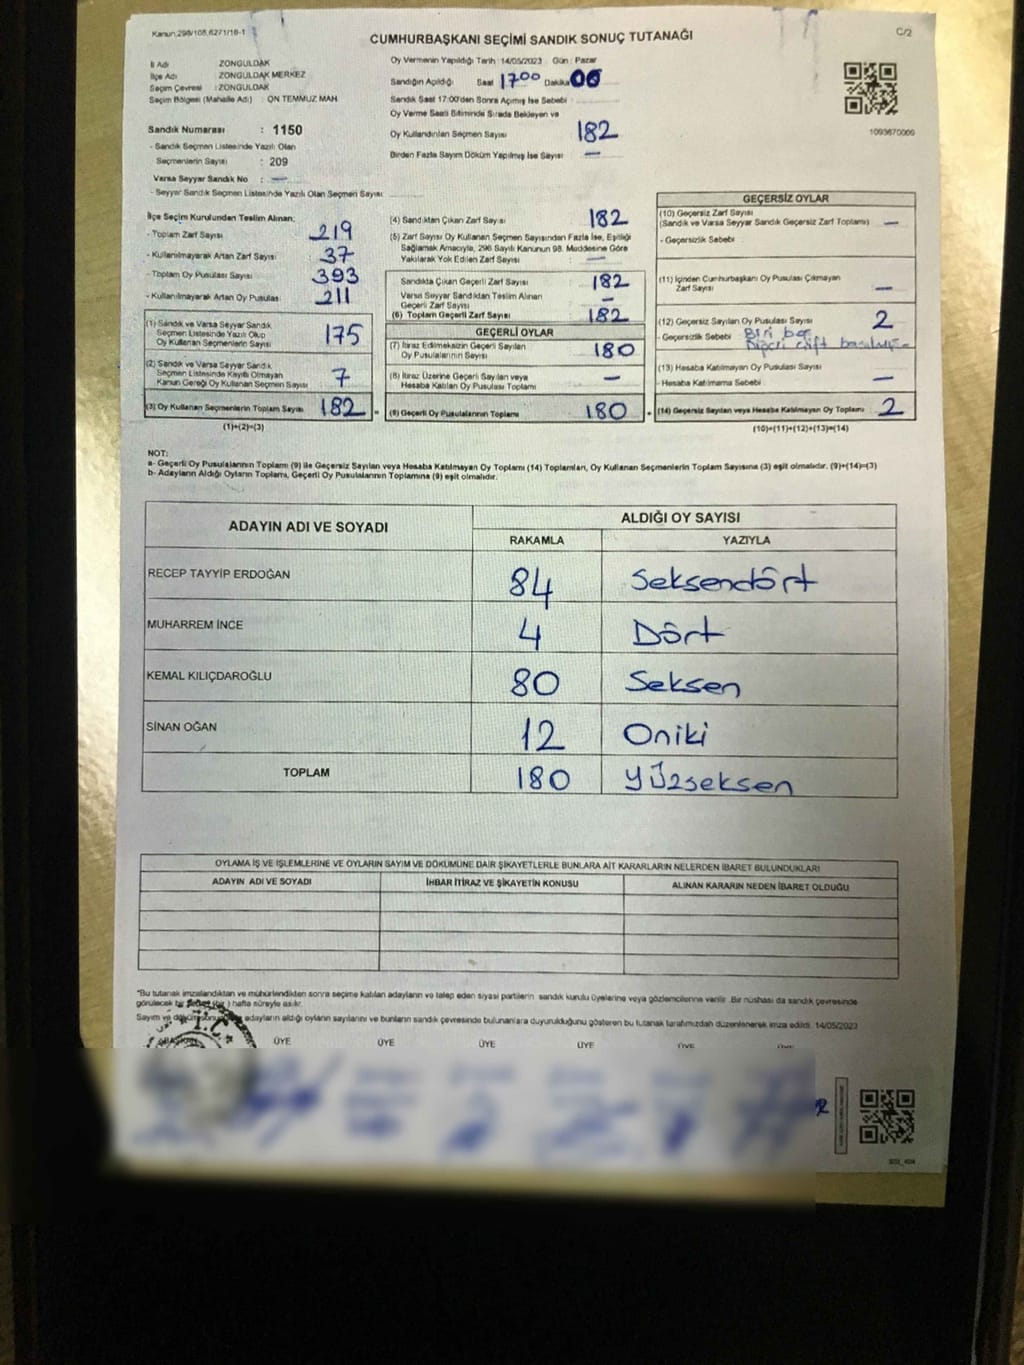 Kanun:298/105,6271/18-1
C/2
CUMHURBAŞKANI SEÇİMİ SANDIK SONUÇ TUTANAĞI
İl Adı ZONGULDAK
İlçe Adı ZONGULDAK MERKEZ
Seçim Çevresi : ZONGULDAK
Seçim Bölgesi (Mahalle Adı) : ON TEMMUZ MAH.
Sandık Numarası : 1150
- Sandık Seçmen Listesinde Yazılı Olan
Seçmenlerin Sayısı : 209
Varsa Seyyar Sandık No : —
- Seyyar Sandık Seçmen Listesinde Yazılı Olan Seçmen Sayısı
Oy Vermenin Yapıldığı Tarih : 14/05/2023 Gün : Pazar
Sandığın Açıldığı Saat 17:00 Dakika 00
Sandık Saat 17:00'den Sonra Açılmış İse Sebebi :
Oy Verme Saati Bitiminde Sırada Bekleyen ve
Oy Kullandırılan Seçmen Sayısı 182
Birden Fazla Sayım Döküm Yapılmış İse Sayısı —
1093670009
İlçe Seçim Kurulundan Teslim Alınan;
- Toplam Zarf Sayısı 219
- Kullanılmayarak Artan Zarf Sayısı 37
- Toplam Oy Pusulası Sayısı 393
- Kullanılmayarak Artan Oy Pusulası 211
(1) Sandık ve Varsa Seyyar Sandık
Seçmen Listesinde Yazılı Olup
Oy Kullanan Seçmenlerin Sayısı 175
(2) Sandık ve Varsa Seyyar Sandık
Seçmen Listesinde Kayıtlı Olmayan
Kanun Gereği Oy Kullanan Seçmen Sayısı 7
(3) Oy Kullanan Seçmenlerin Toplam Sayısı 182 =
(1)+(2)=(3)
(4) Sandıktan Çıkan Zarf Sayısı 182
(5) Zarf Sayısı Oy Kullanan Seçmen Sayısından Fazla İse, Eşitliği
Sağlamak Amacıyla, 298 Sayılı Kanunun 98. Maddesine Göre
Yakılarak Yok Edilen Zarf Sayısı : —
Sandıkta Çıkan Geçerli Zarf Sayısı : 182
Varsa Seyyar Sandıktan Teslim Alınan
Geçerli Zarf Sayısı : —
(6) Toplam Geçerli Zarf Sayısı : 182
GEÇERLİ OYLAR
(7) İtiraz Edilmeksizin Geçerli Sayılan
Oy Pusulalarının Sayısı : 180
(8) İtiraz Üzerine Geçerli Sayılan veya
Hesaba Katılan Oy Pusulası Toplamı : —
(9) Geçerli Oy Pusulalarının Toplamı : 180 +
GEÇERSİZ OYLAR
(10) Geçersiz Zarf Sayısı
(Sandık ve Varsa Seyyar Sandık Geçersiz Zarf Toplamı) —
- Geçersizlik Sebebi
(11) İçinden Cumhurbaşkanı Oy Pusulası Çıkmayan
Zarf Sayısı : —
(12) Geçersiz Sayılan Oy Pusulası Sayısı : 2
- Geçersizlik Sebebi Biri boş
Diğeri çift basılmış
(13) Hesaba Katılmayan Oy Pusulası Sayısı : —
- Hesaba Katılmama Sebebi :
(14) Geçersiz Sayılan veya Hesaba Katılmayan Oy Toplamı : 2
(10)+(11)+(12)+(13)=(14)
NOT:
a- Geçerli Oy Pusulalarının Toplamı (9) ile Geçersiz Sayılan veya Hesaba Katılmayan Oy Toplamı (14) Toplamları, Oy Kullanan Seçmenlerin Toplam Sayısına (3) eşit olmalıdır. (9)+(14)=(3)
b- Adayların Aldığı Oyların Toplamı, Geçerli Oy Pusulalarının Toplamına (9) eşit olmalıdır.
ADAYIN ADI VE SOYADI ALDIĞI OY SAYISI
RAKAMLA YAZIYLA
RECEP TAYYİP ERDOĞAN 84 Seksendört
MUHARREM İNCE 4 Dört
KEMAL KILIÇDAROĞLU 80 Seksen
SİNAN OĞAN 12 Oniki
TOPLAM 180 Yüzseksen
OYLAMA İŞ VE İŞLEMLERİNE VE OYLARIN SAYIM VE DÖKÜMÜNE DAİR ŞİKAYETLERLE BUNLARA AİT KARARLARIN NELERDEN İBARET BULUNDUKLARI
ADAYIN ADI VE SOYADI İHBAR İTİRAZ VE ŞİKAYETİN KONUSU ALINAN KARARIN NEDEN İBARET OLDUĞU
"Bu tutanak imzalandıktan ve mühürlendikten sonra seçime katılan adayların ve talep eden siyasi partilerin sandık kurulu üyelerine veya gözlemcilerine verilir .Bir nüshası da sandık çevresinde
görülecek bir yerde (bir ) hafta süreyle asılır.
Sayım ve döküm sonunda adayların aldığı oyların sayılarını ve bunların sandık çevresinde bulunanlara duyurulduğunu gösteren bu tutanak tarafımızdan düzenlenerek imza edildi. 14/05/2023
T.C.
BAŞKAN ÜYE ÜYE ÜYE ÜYE ÜYE ÜYE